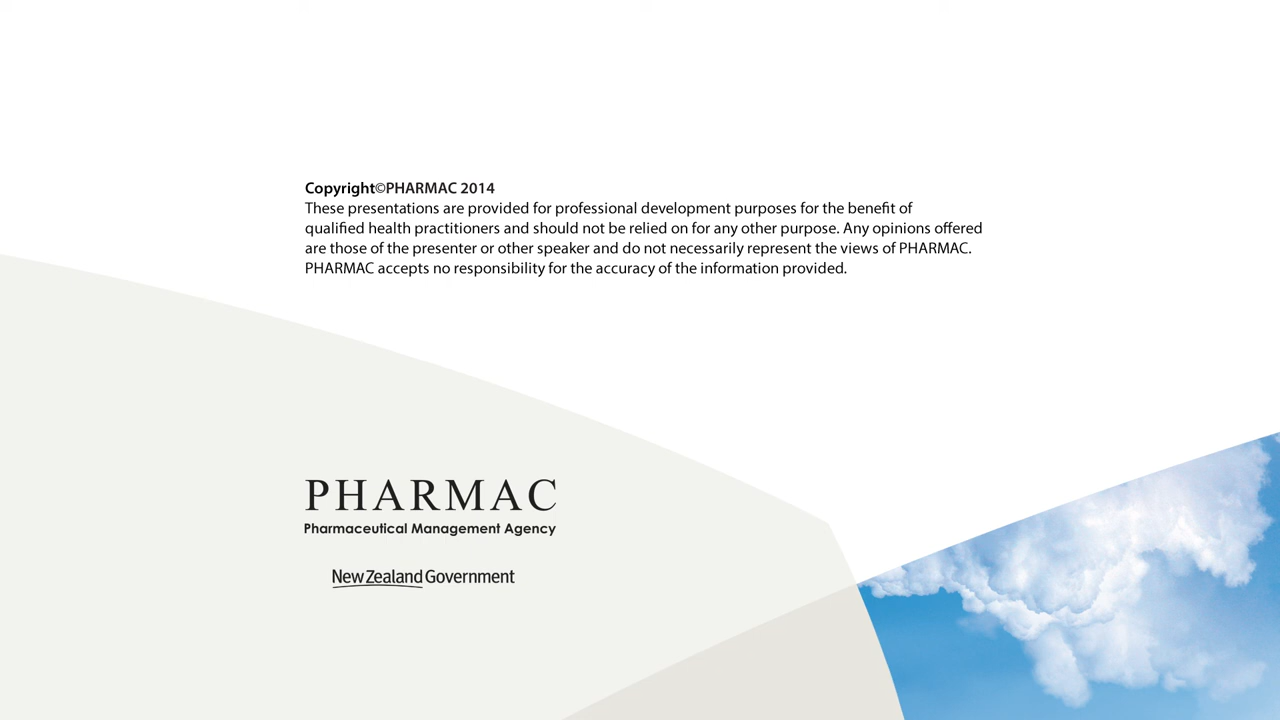 Copyright©PHARMAC 2014
These presentations are provided for professional development purposes for the benefit of
qualified health practitioners and should not be relied on for any other purpose. Any opinions offered
are those of the presenter or other speaker and do not necessarily represent the views of PHARMAC.
PHARMAC accepts no responsibility for the accuracy of the information provided.
PHARMAC
Pharmaceutical Management Agency
New Zealand Government